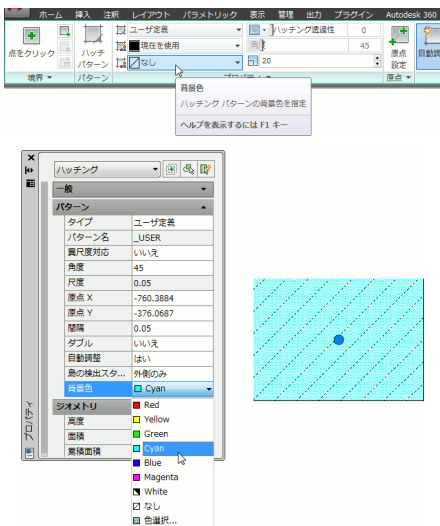 ホーム 挿入 注釈 レイアウト パラメトリック 表示 管理 出力 プラグイン Autodesk 360
点をクリック
ハッチ パターン
ユーザ定義
ハッチング透過性 0
現在を使用
角度 45
なし
20
原点 設定
自動調
境界 パターン プロパティ 原点
背景色
ハッチング パターンの背景色を指定
ヘルプを表示するには F1 キー
ハッチング
一般
パターン
タイプ ユーザ定義
パターン名 _USER
異尺度対応 いいえ
角度 45
尺度 0.05
原点 X -760.3884
原点 Y -376.0687
間隔 0.05
ダブル いいえ
自動調整 はい
島の検出スタ... 外側のみ
背景色 Cyan
ジオメトリ
高度
面積
累積面積
Red
Yellow
Green
Cyan
Blue
Magenta
White
なし
色選択...
プロパティ